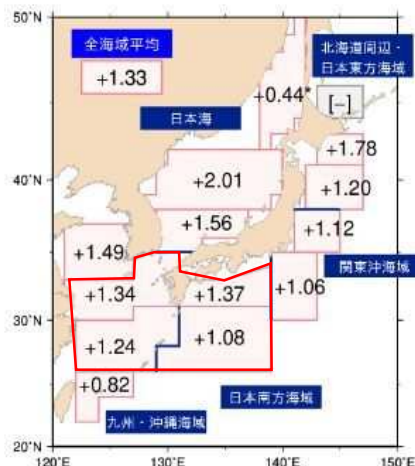 50°N
全海域平均
+1.33
北海道周辺・
日本東方海域
+0.44*
[−]
日本海
+1.78
40°N
+2.01
+1.20
+1.56
+1.12
+1.49
関東沖海域
+1.34
+1.37
+1.06
30°N
+1.24
+1.08
+0.82
日本南方海域
九州・沖縄海域
20°N
120°E
130°E
140°E
150°E